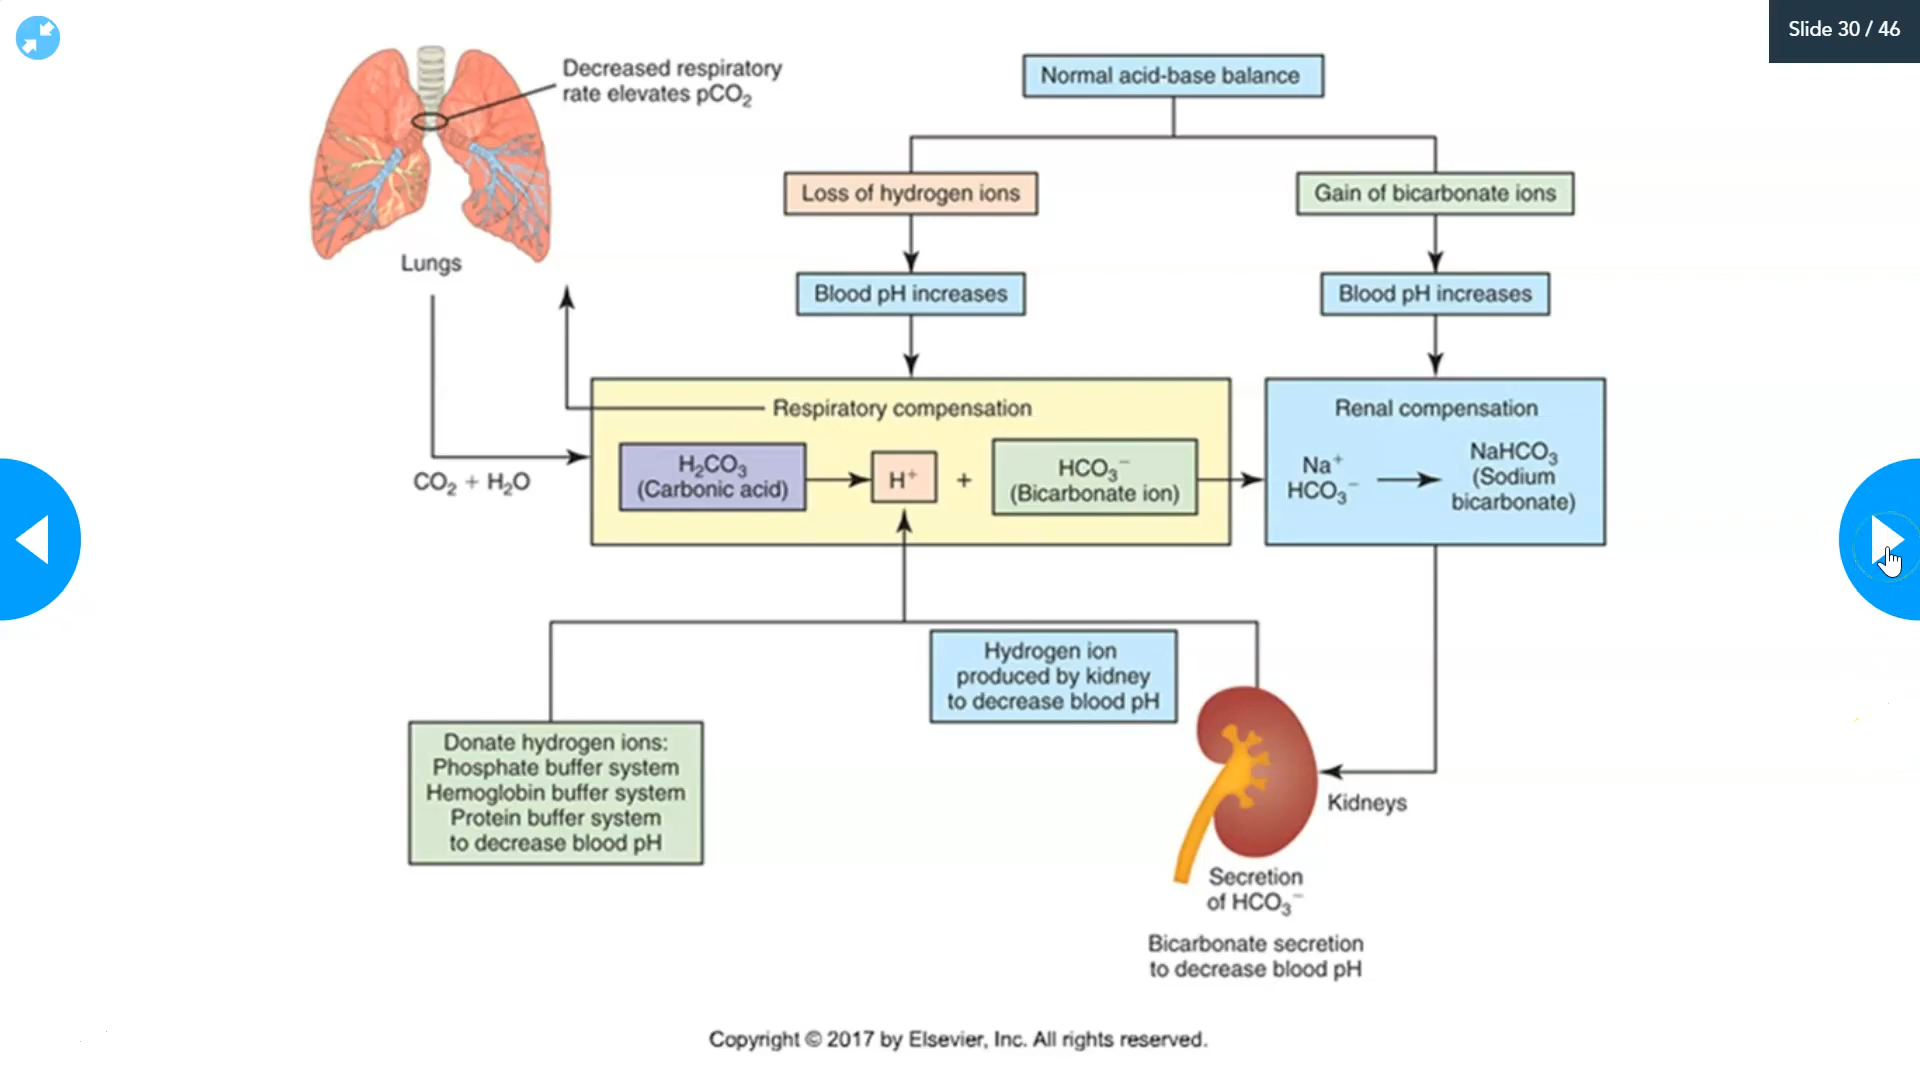 Slide 30 / 46
Decreased respiratory
rate elevates pCO₂
Lungs
Normal acid-base balance
Loss of hydrogen ions
Gain of bicarbonate ions
Blood pH increases
Blood pH increases
Respiratory compensation
H₂CO₃
(Carbonic acid)
H⁺
+
HCO₃⁻
(Bicarbonate ion)
CO₂ + H₂O
Renal compensation
Na⁺
HCO₃⁻
NaHCO₃
(Sodium
bicarbonate)
Hydrogen ion
produced by kidney
to decrease blood pH
Donate hydrogen ions:
Phosphate buffer system
Hemoglobin buffer system
Protein buffer system
to decrease blood pH
Kidneys
Secretion
of HCO₃⁻
Bicarbonate secretion
to decrease blood pH
Copyright © 2017 by Elsevier, Inc. All rights reserved.